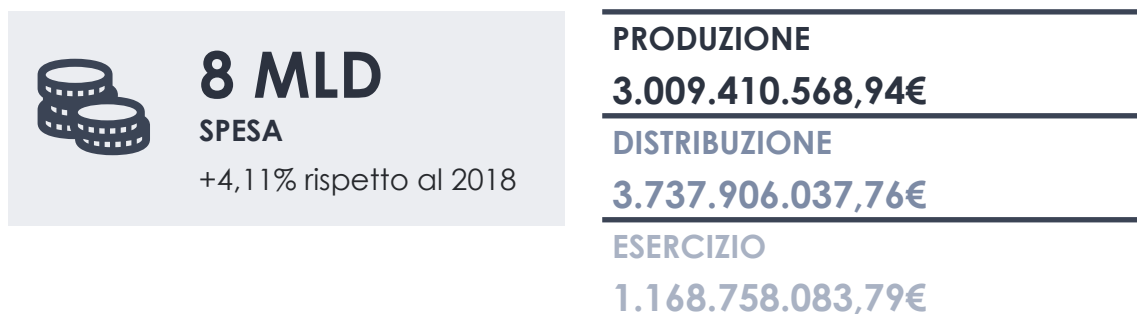 8 MLD
SPESA
+4,11% rispetto al 2018
PRODUZIONE
3.009.410.568,94€
DISTRIBUZIONE
3.737.906.037,76€
ESERCIZIO
1.168.758.083,79€